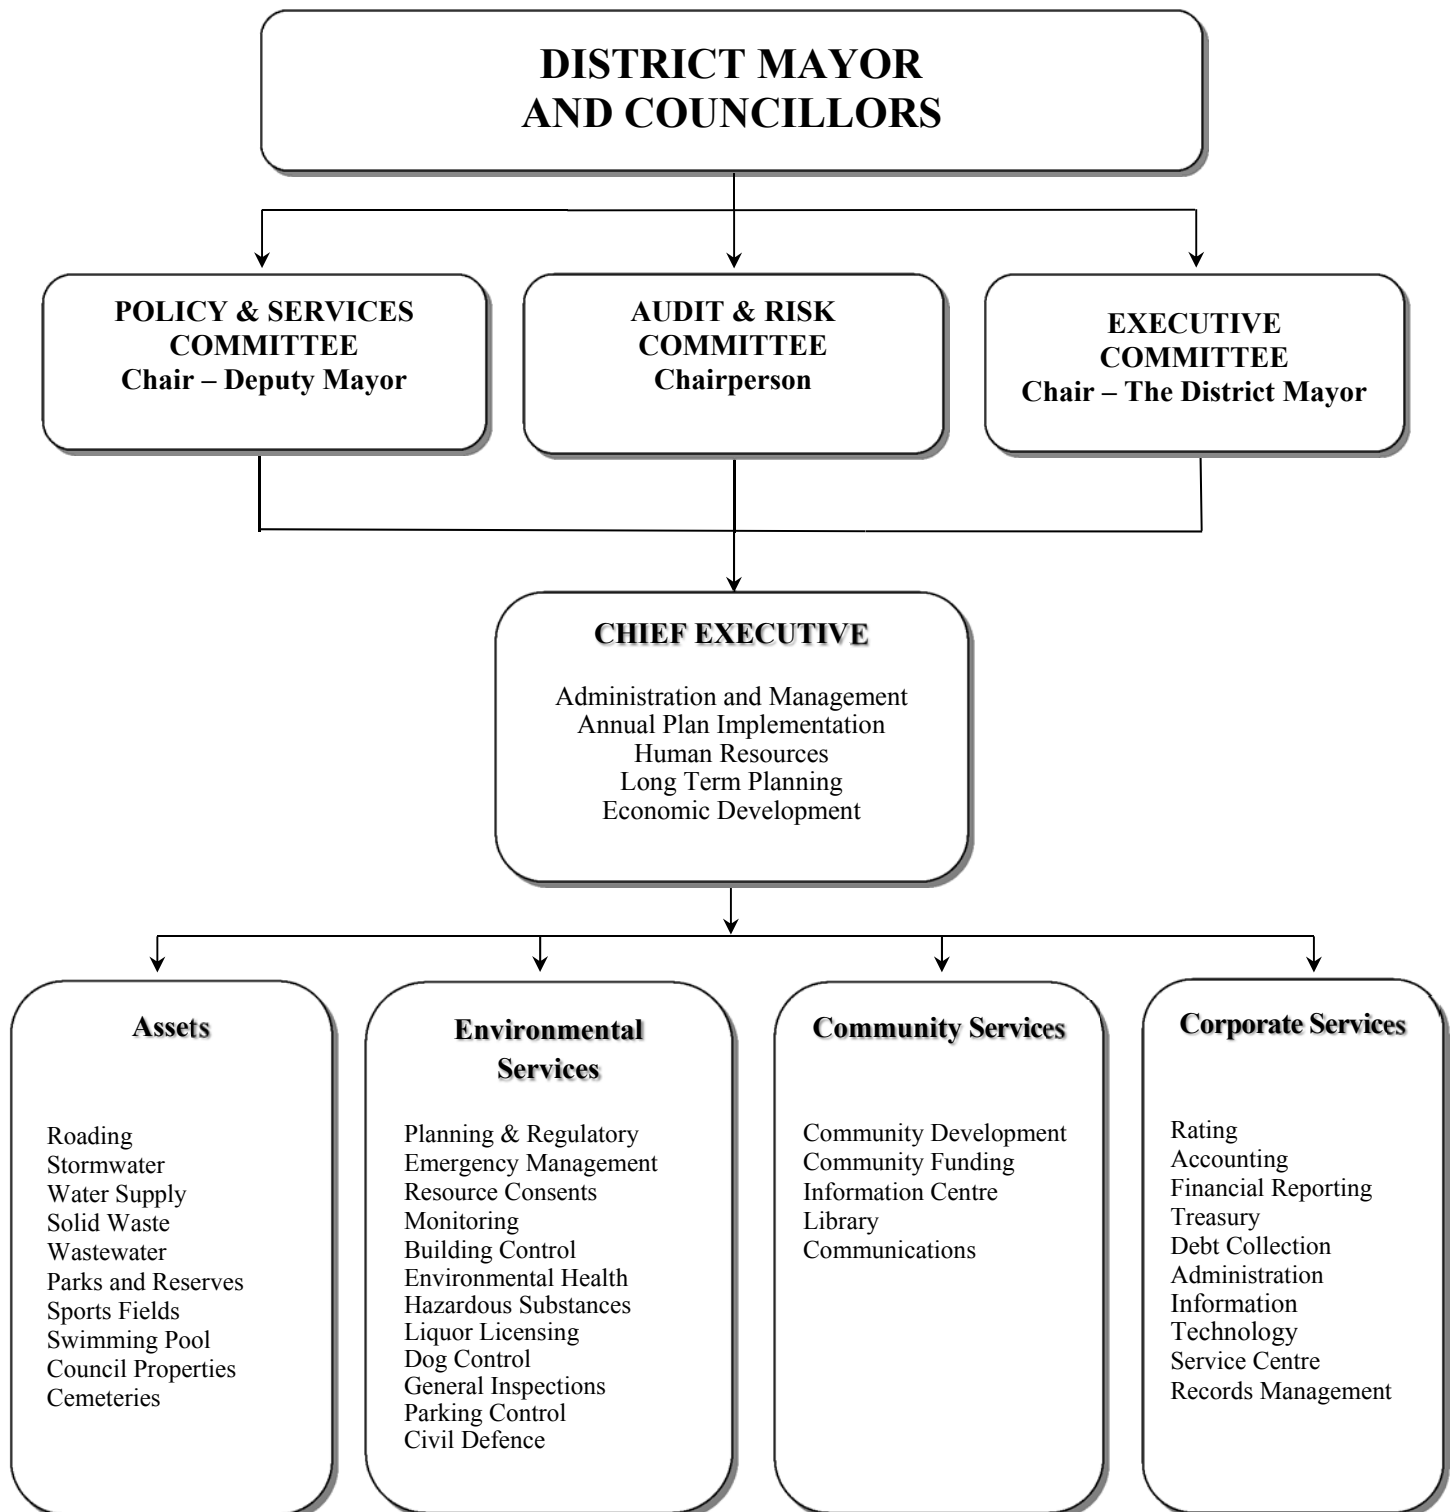 DISTRICT MAYOR
AND COUNCILLORS
POLICY & SERVICES
COMMITTEE
Chair – Deputy Mayor
AUDIT & RISK
COMMITTEE
Chairperson
EXECUTIVE
COMMITTEE
Chair – The District Mayor
CHIEF EXECUTIVE
Administration and Management
Annual Plan Implementation
Human Resources
Long Term Planning
Economic Development
Assets
Roading
Stormwater
Water Supply
Solid Waste
Wastewater
Parks and Reserves
Sports Fields
Swimming Pool
Council Properties
Cemeteries
Environmental
Services
Planning & Regulatory
Emergency Management
Resource Consents
Monitoring
Building Control
Environmental Health
Hazardous Substances
Liquor Licensing
Dog Control
General Inspections
Parking Control
Civil Defence
Community Services
Community Development
Community Funding
Information Centre
Library
Communications
Corporate Services
Rating
Accounting
Financial Reporting
Treasury
Debt Collection
Administration
Information
Technology
Service Centre
Records Management